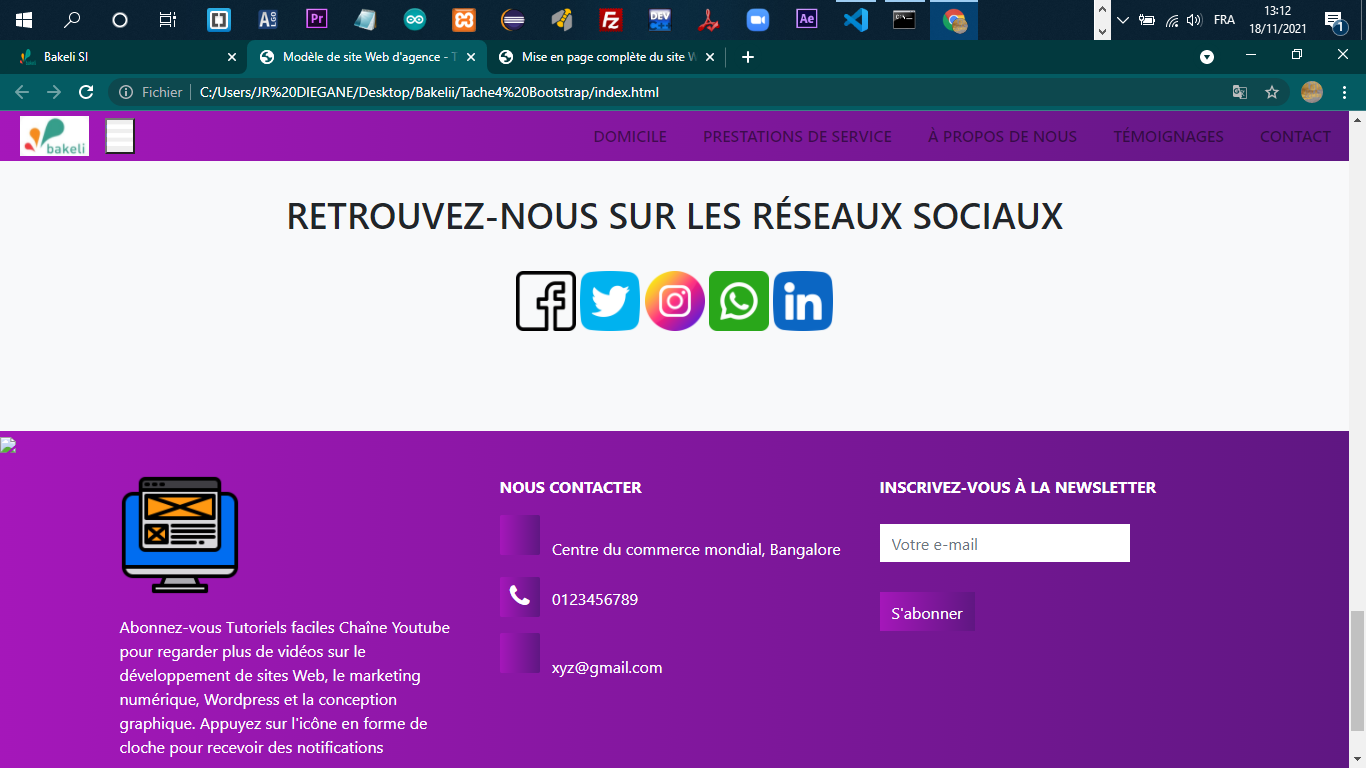 FRA
13:12
18/11/2021
1
Bakeli SI
Modèle de site Web d'agence - T
Mise en page complète du site W
Fichier
C:/Users/JR%20DIEGANE/Desktop/Bakelii/Tache4%20Bootstrap/index.html
bakeli
DOMICILE PRESTATIONS DE SERVICE À PROPOS DE NOUS TÉMOIGNAGES CONTACT
RETROUVEZ-NOUS SUR LES RÉSEAUX SOCIAUX
Abonnez-vous Tutoriels faciles Chaîne Youtube
pour regarder plus de vidéos sur le
développement de sites Web, le marketing
numérique, Wordpress et la conception
graphique. Appuyez sur l'icône en forme de
cloche pour recevoir des notifications
NOUS CONTACTER
Centre du commerce mondial, Bangalore
0123456789
xyz@gmail.com
INSCRIVEZ-VOUS À LA NEWSLETTER
Votre e-mail
S'abonner